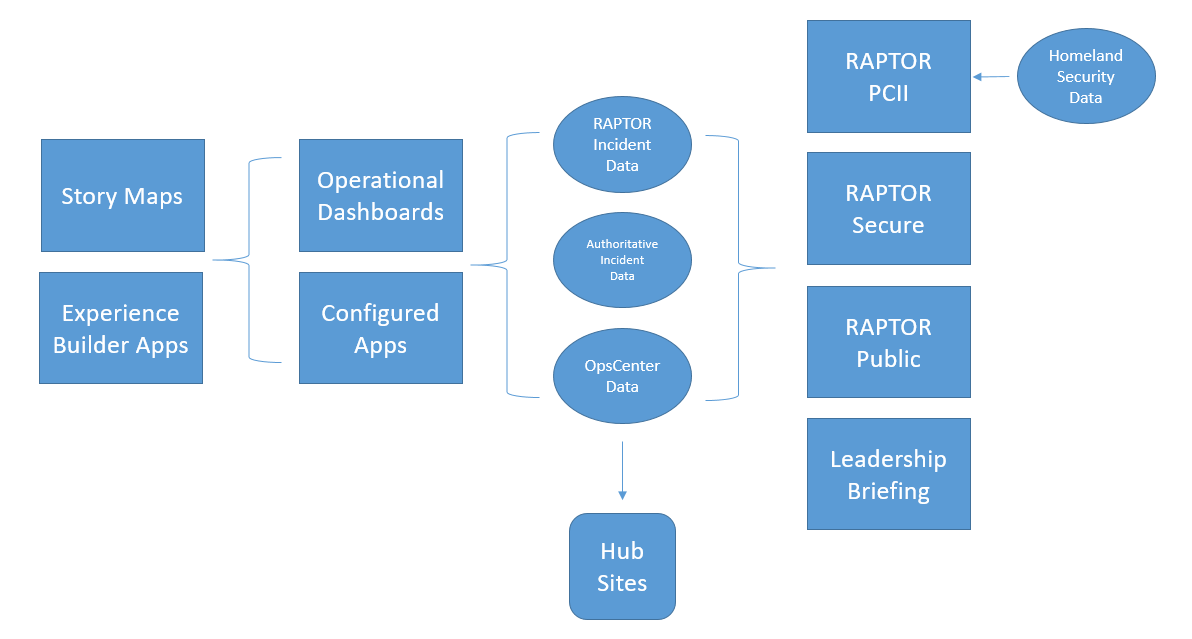 Story Maps
Experience
Builder Apps
Operational
Dashboards
Configured
Apps
RAPTOR
Incident
Data
Authoritative
Incident
Data
OpsCenter
Data
Hub
Sites
RAPTOR
PCII
RAPTOR
Secure
RAPTOR
Public
Leadership
Briefing
Homeland
Security
Data